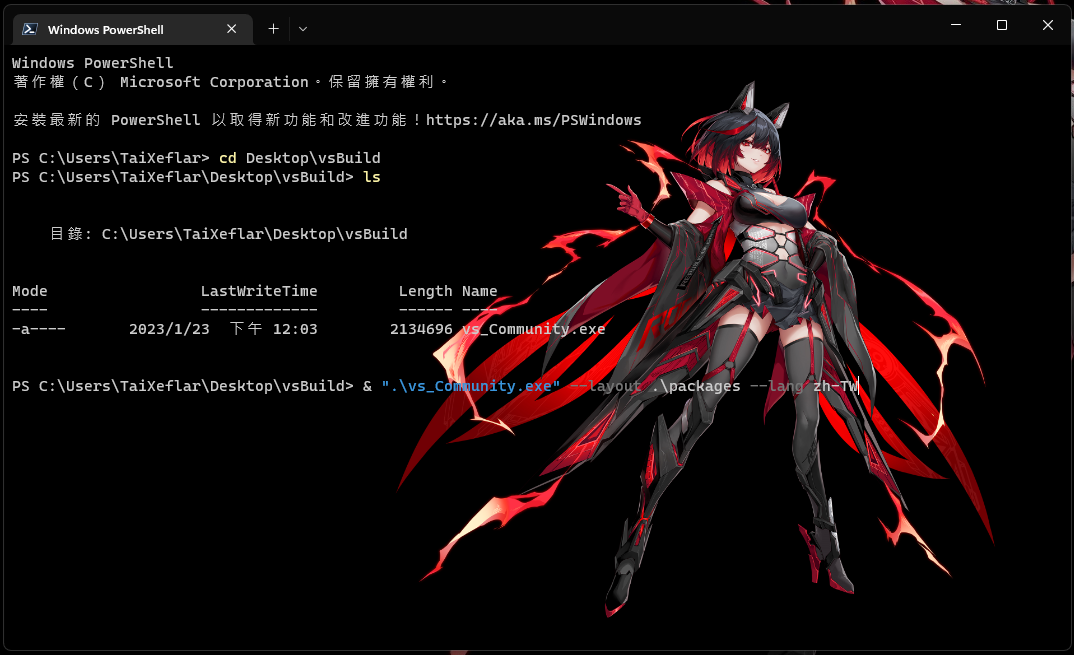 Windows PowerShell
Windows PowerShell
著作權 (C) Microsoft Corporation。保留擁有權利。
安裝最新的 PowerShell 以取得新功能和改進功能！https://aka.ms/PSWindows
PS C:\Users\TaiXeflar> cd Desktop\vsBuild
PS C:\Users\TaiXeflar\Desktop\vsBuild> ls
目錄: C:\Users\TaiXeflar\Desktop\vsBuild
Mode LastWriteTime Length Name
---- ------------- ------ ----
-a---- 2023/1/23 下午 12:03 2134696 vs_Community.exe
PS C:\Users\TaiXeflar\Desktop\vsBuild> & ".\vs_Community.exe" --layout .\packages --lang zh-TW